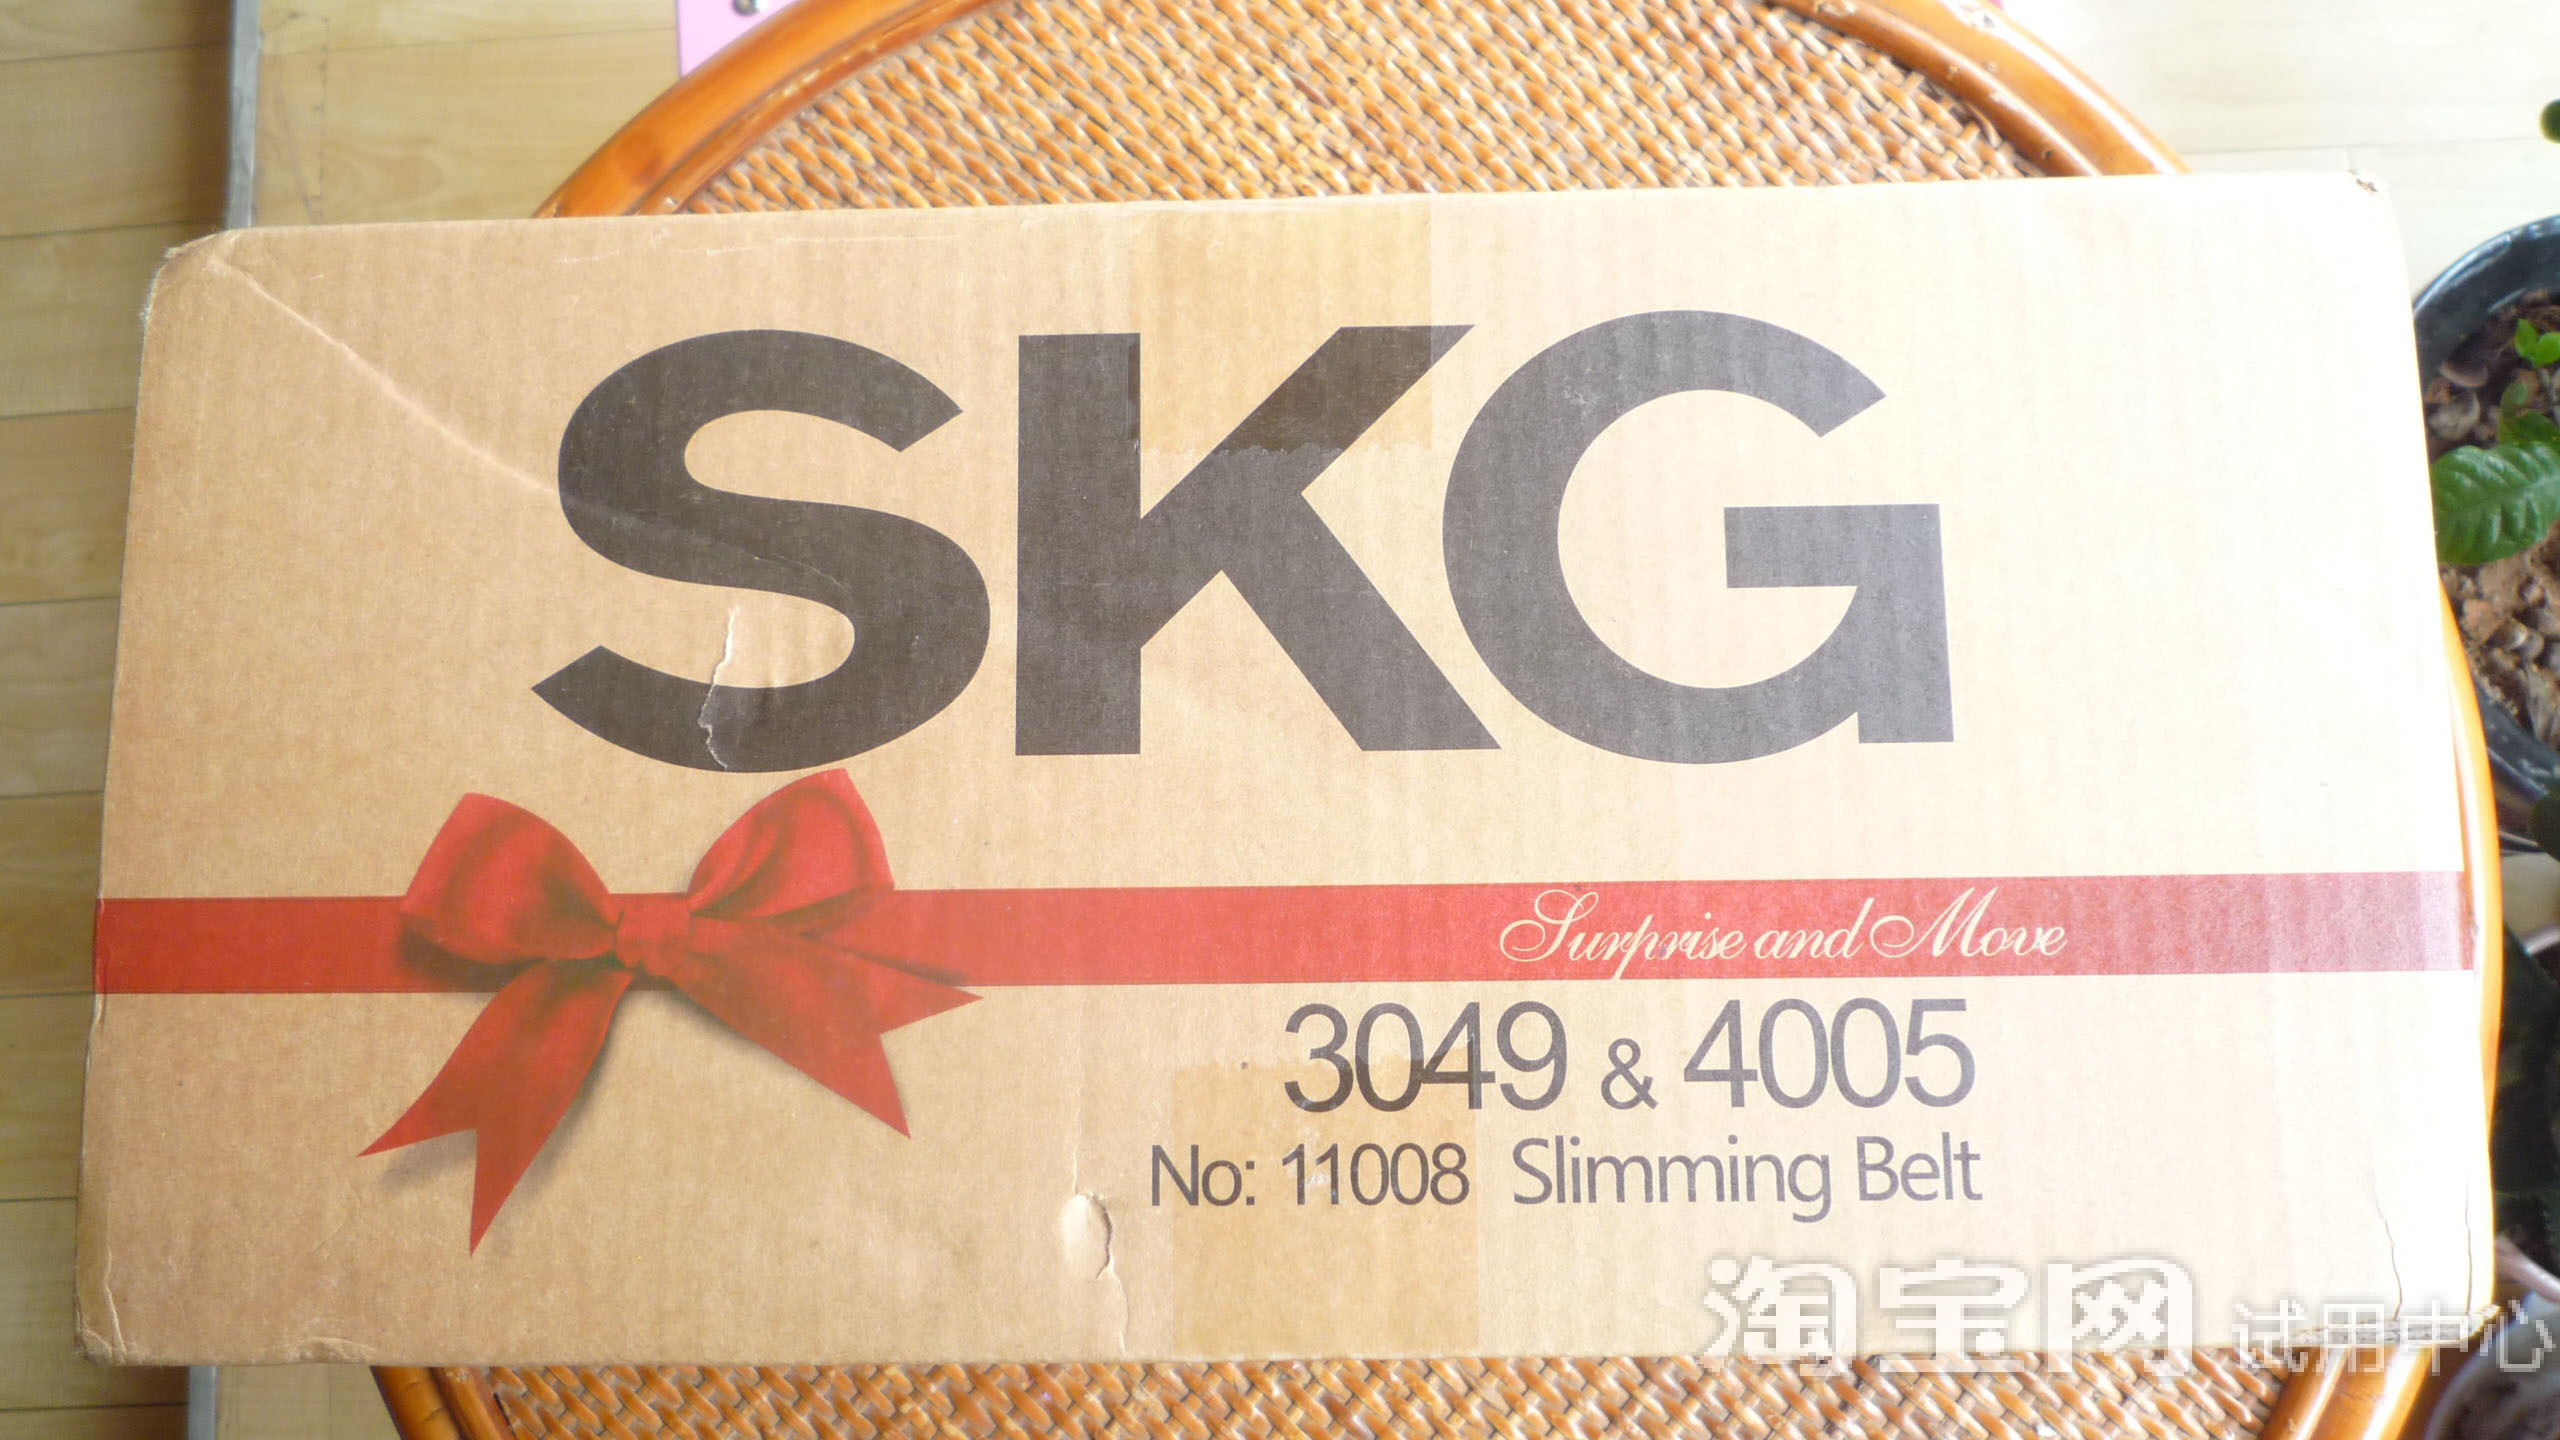 SKG
Surprise and Move
3049 & 4005
No: 11008 Slimming Belt
淘宝网 试用中心